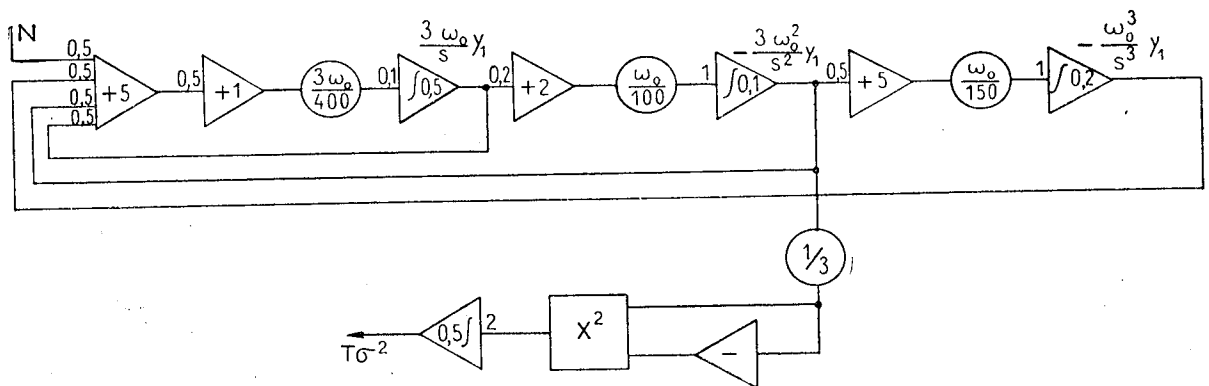 N
0,5 0,5 0,5 0,5 +5
0,5 +1
3ω₀/400
0,1 ∫0,5
3ω₀/s y₁
0,2 +2
ω₀/100
1 ∫0,1
-3ω₀²/s² y₁
0,5 +5
ω₀/150
1 ∫0,2
-ω₀³/s³ y₁
1/3
Tσ²
0,5∫ 2
X²
−